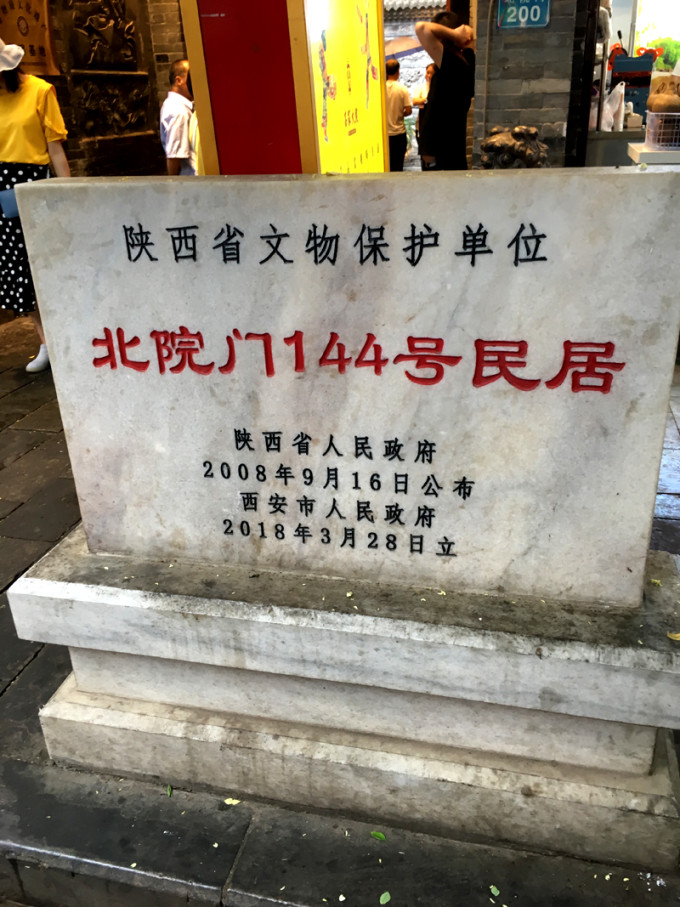 200
陕西省文物保护单位
北院门144号民居
陕西省人民政府
2008年9月16日公布
西安市人民政府
2018年3月28日立